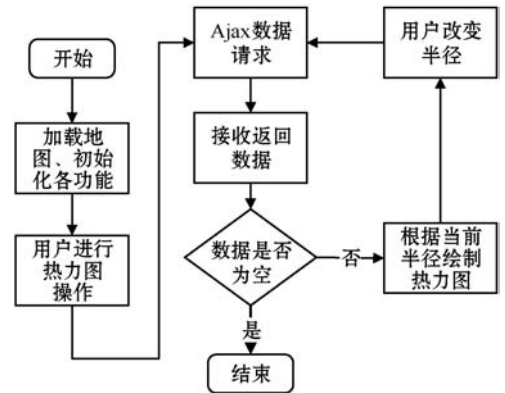 开始
加载地
图、初始
化各功能
用户进行
热力图
操作
Ajax数据
请求
接收返回
数据
数据是否
为空
是
结束
否
根据当前
半径绘制
热力图
用户改变
半径